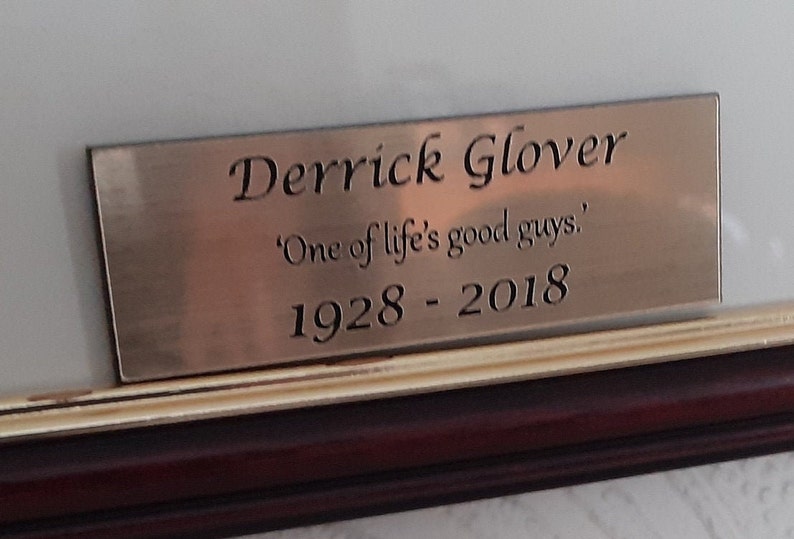 Derrick Glover
‘One of life’s good guys.’
1928 - 2018